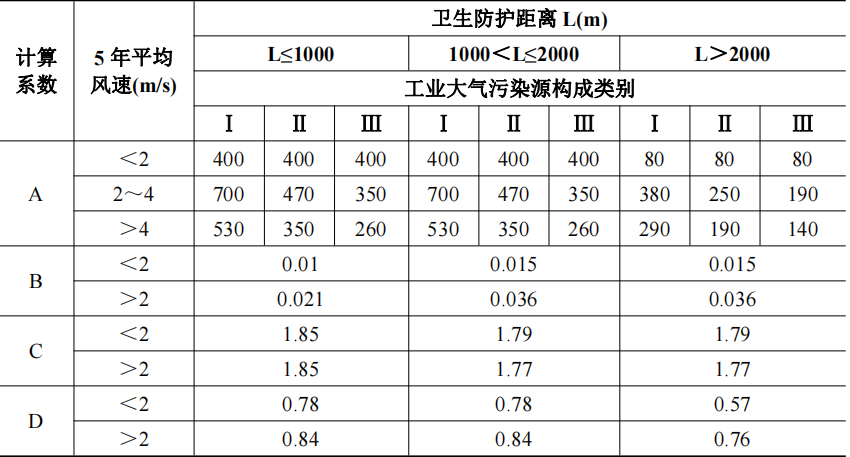 计算系数 5 年平均风速(m/s) 卫生防护距离 L(m)
L≤1000 1000＜L≤2000 L＞2000
工业大气污染源构成类别
Ⅰ Ⅱ Ⅲ Ⅰ Ⅱ Ⅲ Ⅰ Ⅱ Ⅲ
A ＜2 400 400 400 400 400 400 80 80 80
2～4 700 470 350 700 470 350 380 250 190
＞4 530 350 260 530 350 260 290 190 140
B ＜2 0.01 0.015 0.015
＞2 0.021 0.036 0.036
C ＜2 1.85 1.79 1.79
＞2 1.85 1.77 1.77
D ＜2 0.78 0.78 0.57
＞2 0.84 0.84 0.76